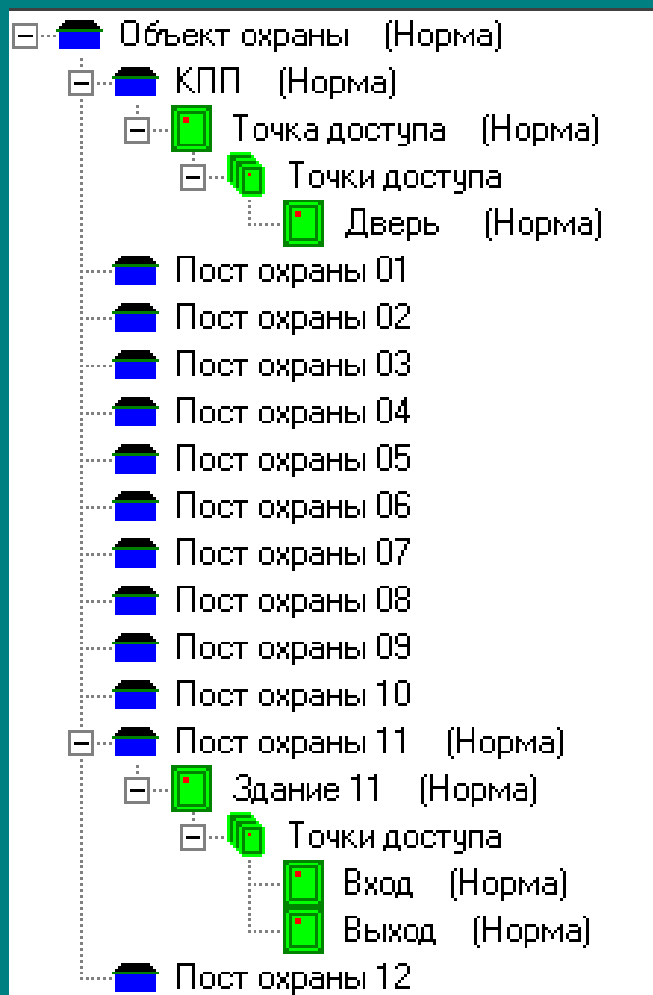 Объект охраны (Норма)
КПП (Норма)
Точка доступа (Норма)
Точки доступа
Дверь (Норма)
Пост охраны 01
Пост охраны 02
Пост охраны 03
Пост охраны 04
Пост охраны 05
Пост охраны 06
Пост охраны 07
Пост охраны 08
Пост охраны 09
Пост охраны 10
Пост охраны 11 (Норма)
Здание 11 (Норма)
Точки доступа
Вход (Норма)
Выход (Норма)
Пост охраны 12